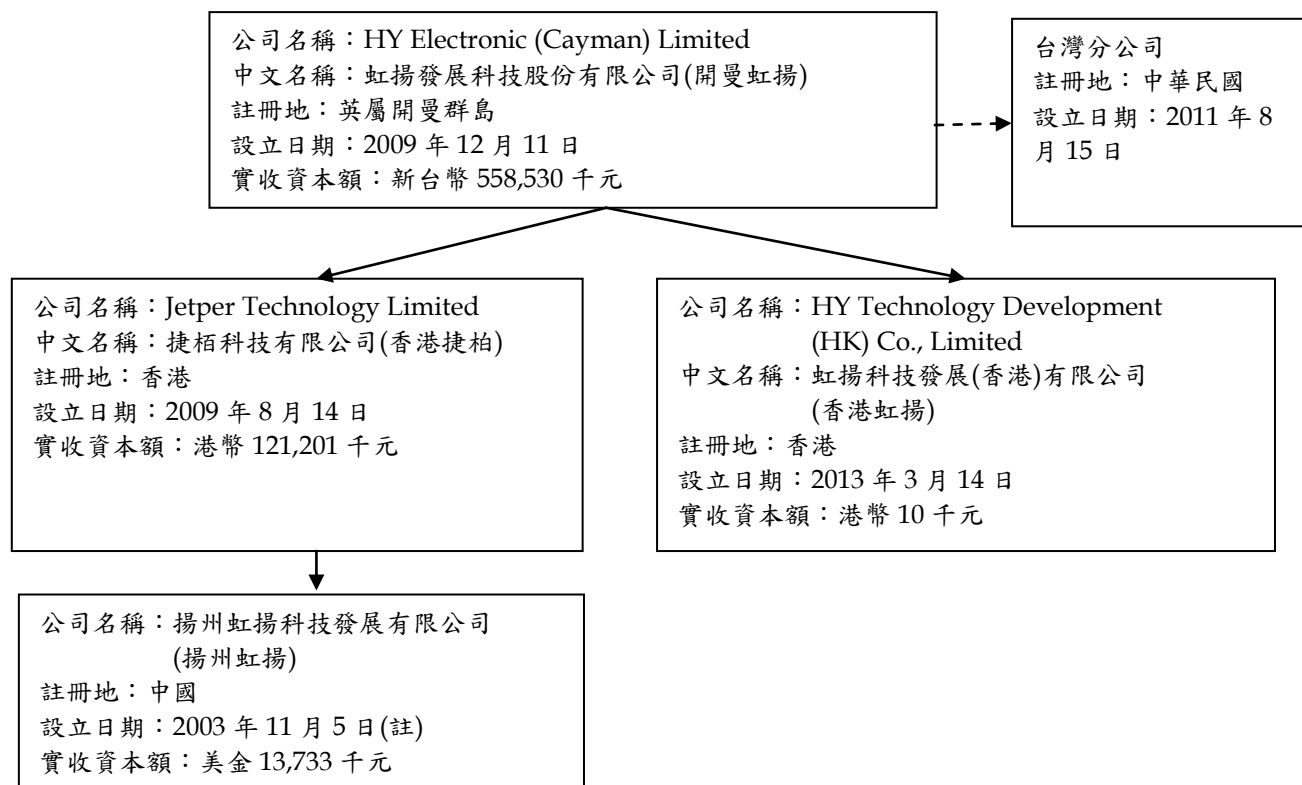 公司名稱：HY Electronic (Cayman) Limited
中文名稱：虹揚發展科技股份有限公司(開曼虹揚)
註冊地：英屬開曼群島
設立日期：2009 年 12 月 11 日
實收資本額：新台幣 558,530 千元
台灣分公司
註冊地：中華民國
設立日期：2011 年 8
月 15 日
公司名稱：Jetper Technology Limited
中文名稱：捷栢科技有限公司(香港捷柏)
註冊地：香港
設立日期：2009 年 8 月 14 日
實收資本額：港幣 121,201 千元
公司名稱：HY Technology Development
(HK) Co., Limited
中文名稱：虹揚科技發展(香港)有限公司
(香港虹揚)
註冊地：香港
設立日期：2013 年 3 月 14 日
實收資本額：港幣 10 千元
公司名稱：揚州虹揚科技發展有限公司
(揚州虹揚)
註冊地：中國
設立日期：2003 年 11 月 5 日(註)
實收資本額：美金 13,733 千元